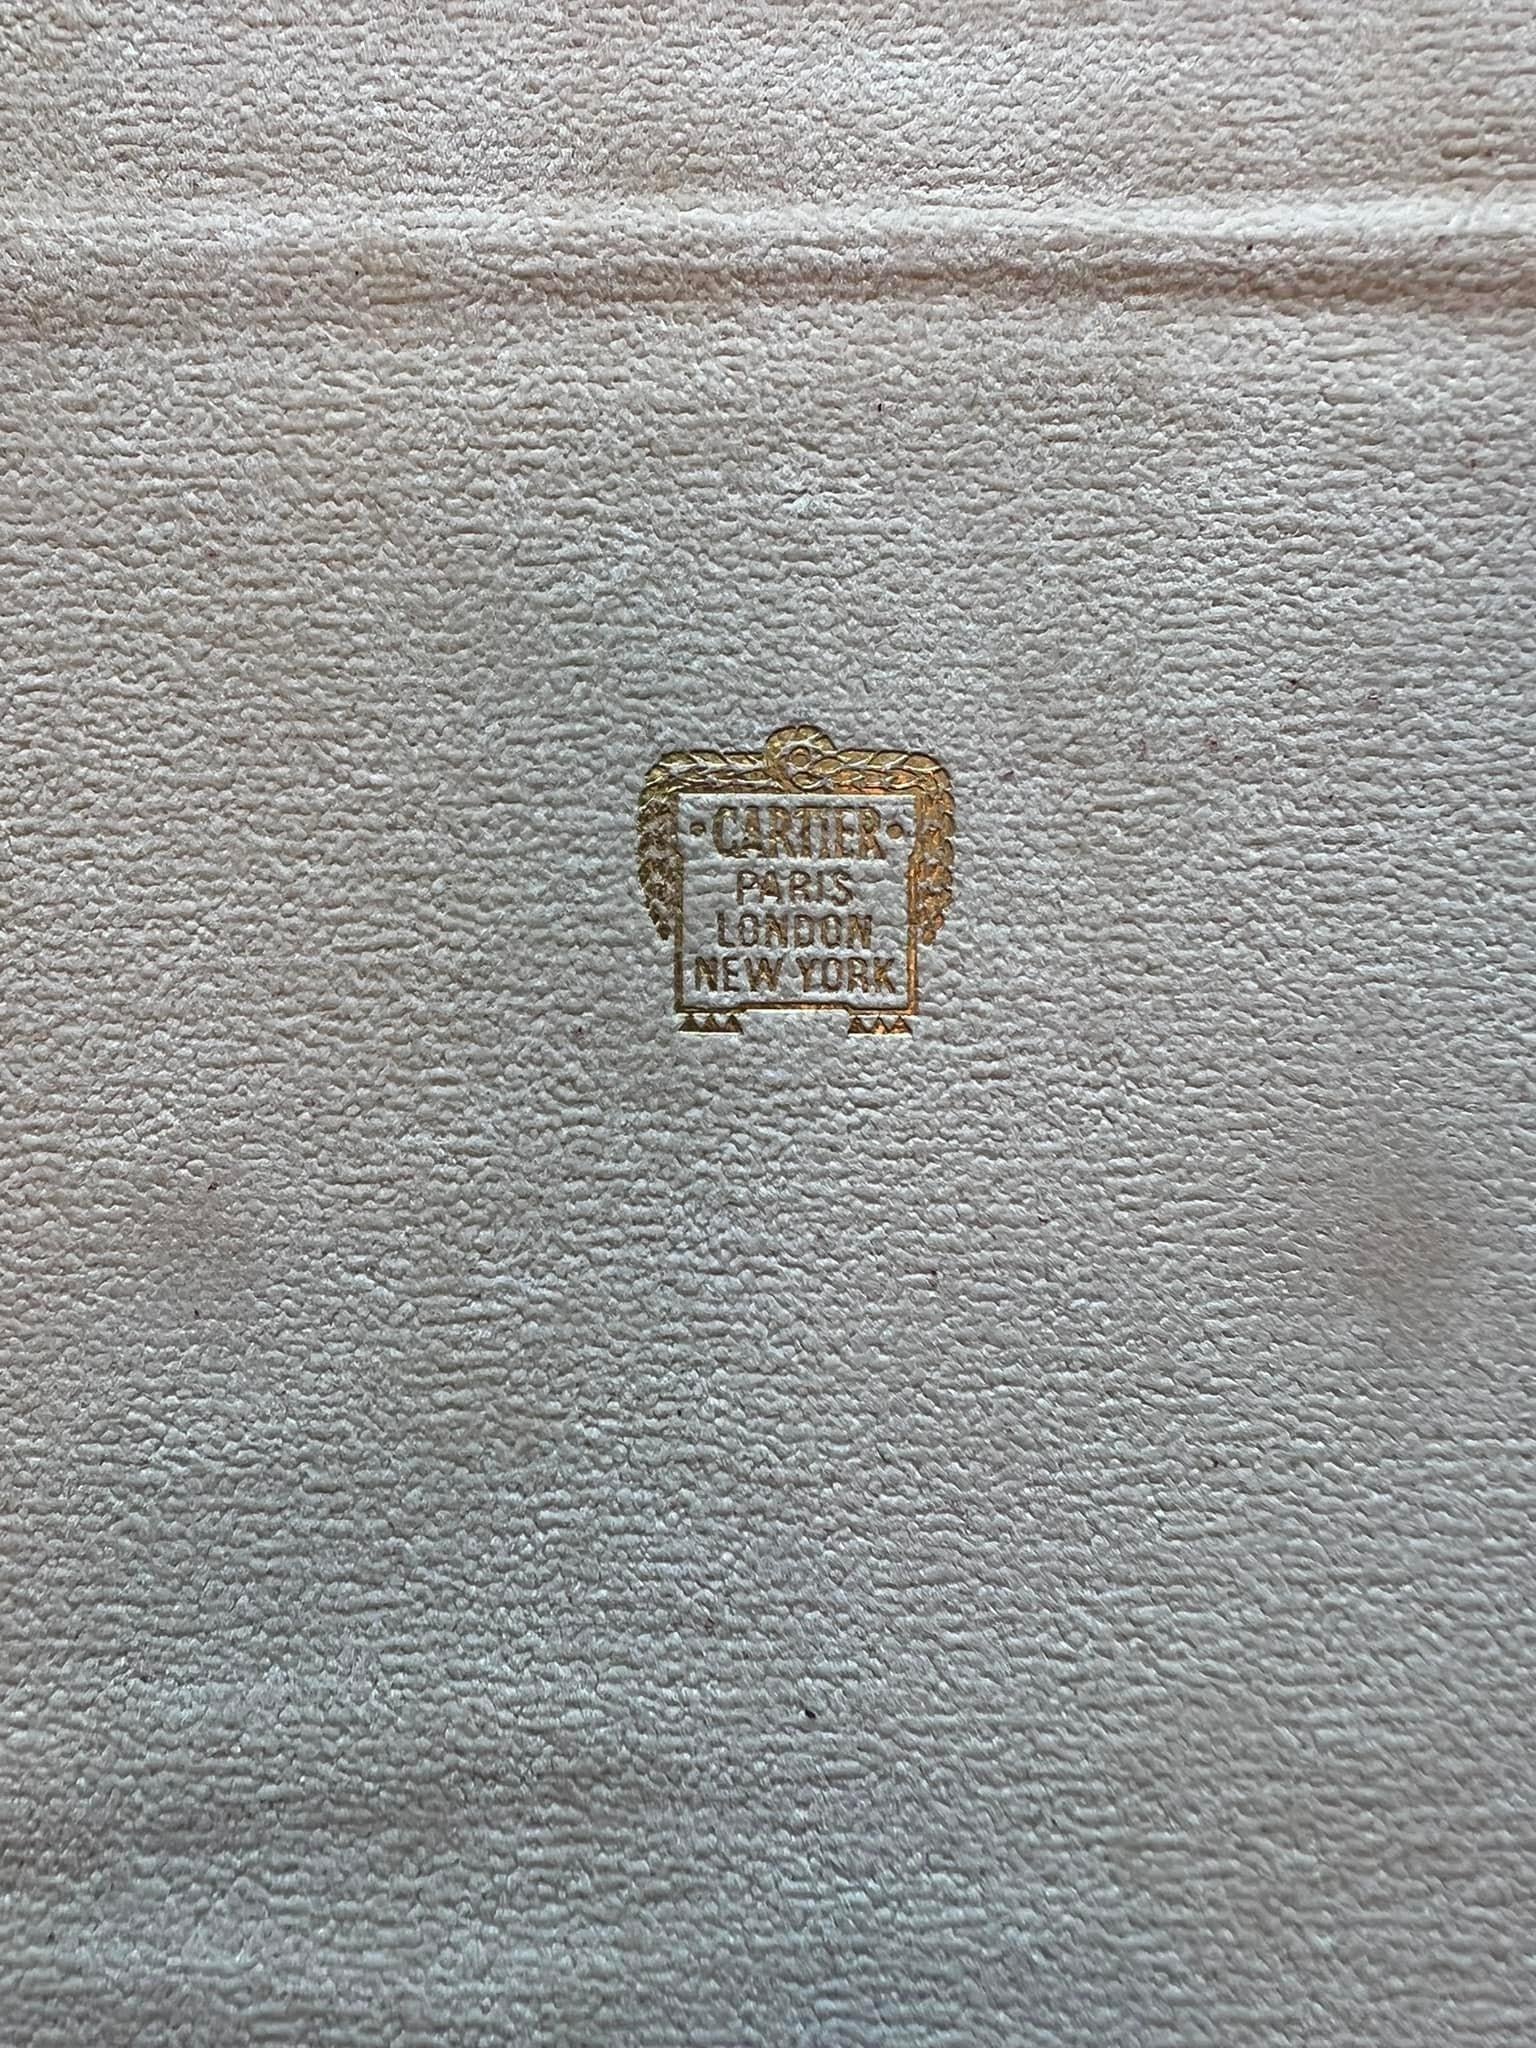 ·CARTIER·
PARIS
LONDON
NEW YORK